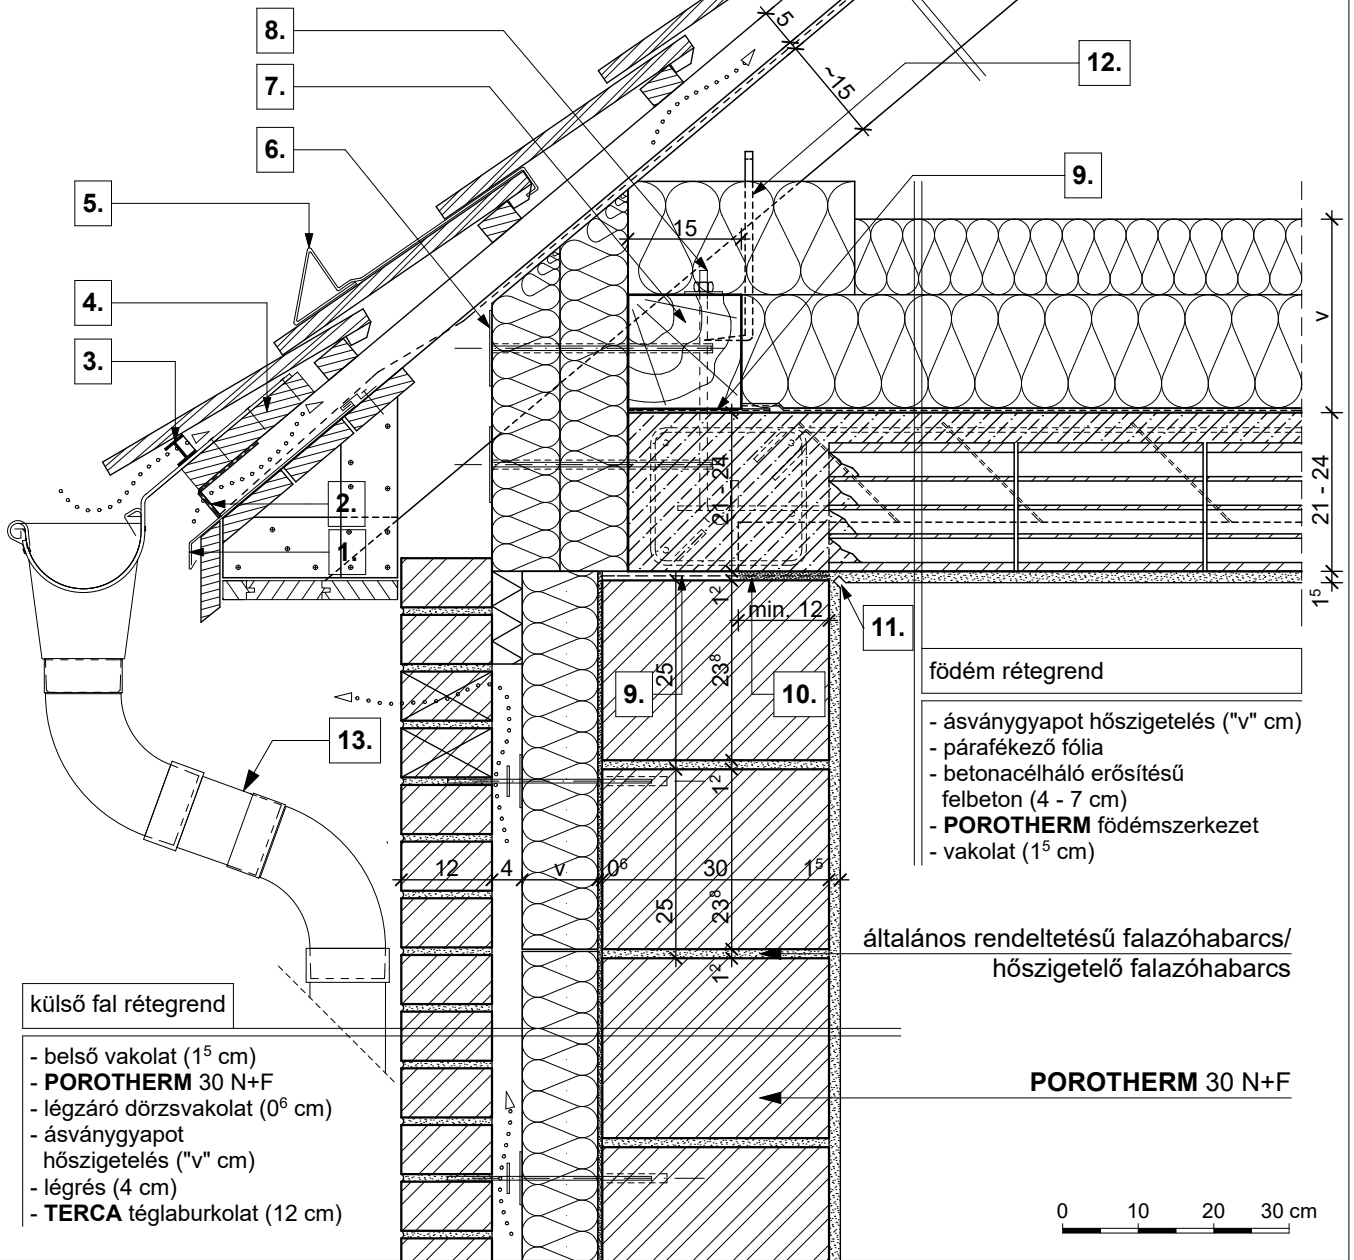 8.
7.
6.
5.
4.
3.
2.
1.
5
~15
12.
9.
15
v
21 - 24
21 - 24
1⁵
1²
min. 12
11.
25
23⁸
9.
10.
13.
1²
12
4
v
0⁶
30
1⁵
25
23⁸
1²
födém rétegrend
- ásványgyapot hőszigetelés ("v" cm)
- párafékező fólia
- betonacélháló erősítésű
felbeton (4 - 7 cm)
- POROTHERM födémszerkezet
- vakolat (1⁵ cm)
általános rendeltetésű falazóhabarcs/
hőszigetelő falazóhabarcs
POROTHERM 30 N+F
külső fal rétegrend
- belső vakolat (1⁵ cm)
- POROTHERM 30 N+F
- légzáró dörzsvakolat (0⁶ cm)
- ásványgyapot
hőszigetelés ("v" cm)
- légrés (4 cm)
- TERCA téglaburkolat (12 cm)
0 10 20 30 cm